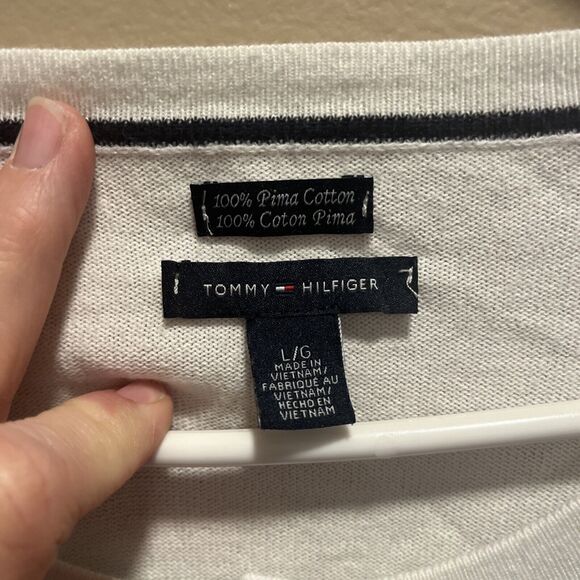 100% Pima Cotton
100% Coton Pima
TOMMY HILFIGER
L/G
MADE IN
VIETNAM/
FABRIQUÉ AU
VIETNAM/
HECHO EN
VIETNAM